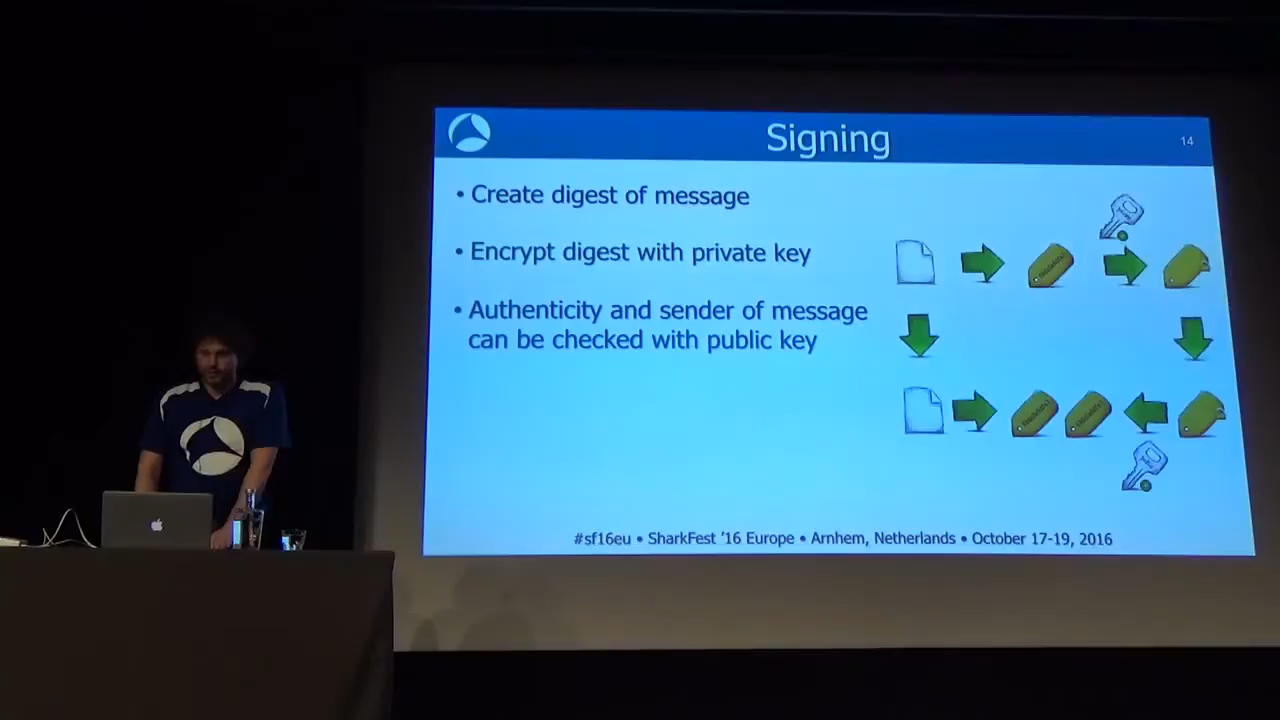 Signing
14
• Create digest of message
• Encrypt digest with private key
• Authenticity and sender of message
can be checked with public key
#sf16eu • SharkFest '16 Europe • Arnhem, Netherlands • October 17-19, 2016